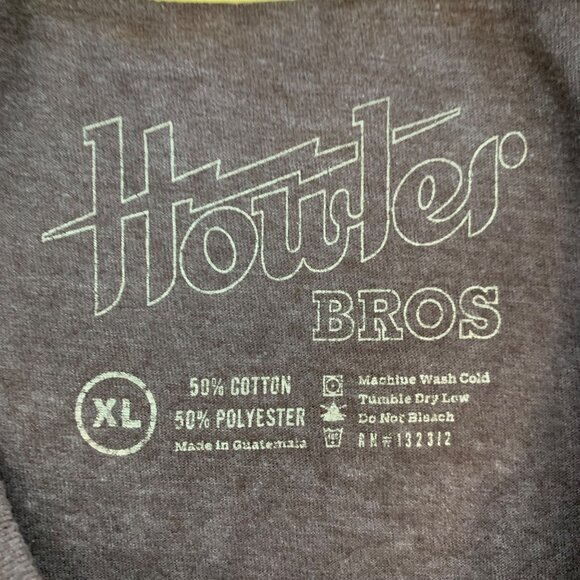 Howler
BROS
XL
50% COTTON
50% POLYESTER
Made in Guatemala
Machine Wash Cold
Tumble Dry Low
Do Not Bleach
RN# 132312